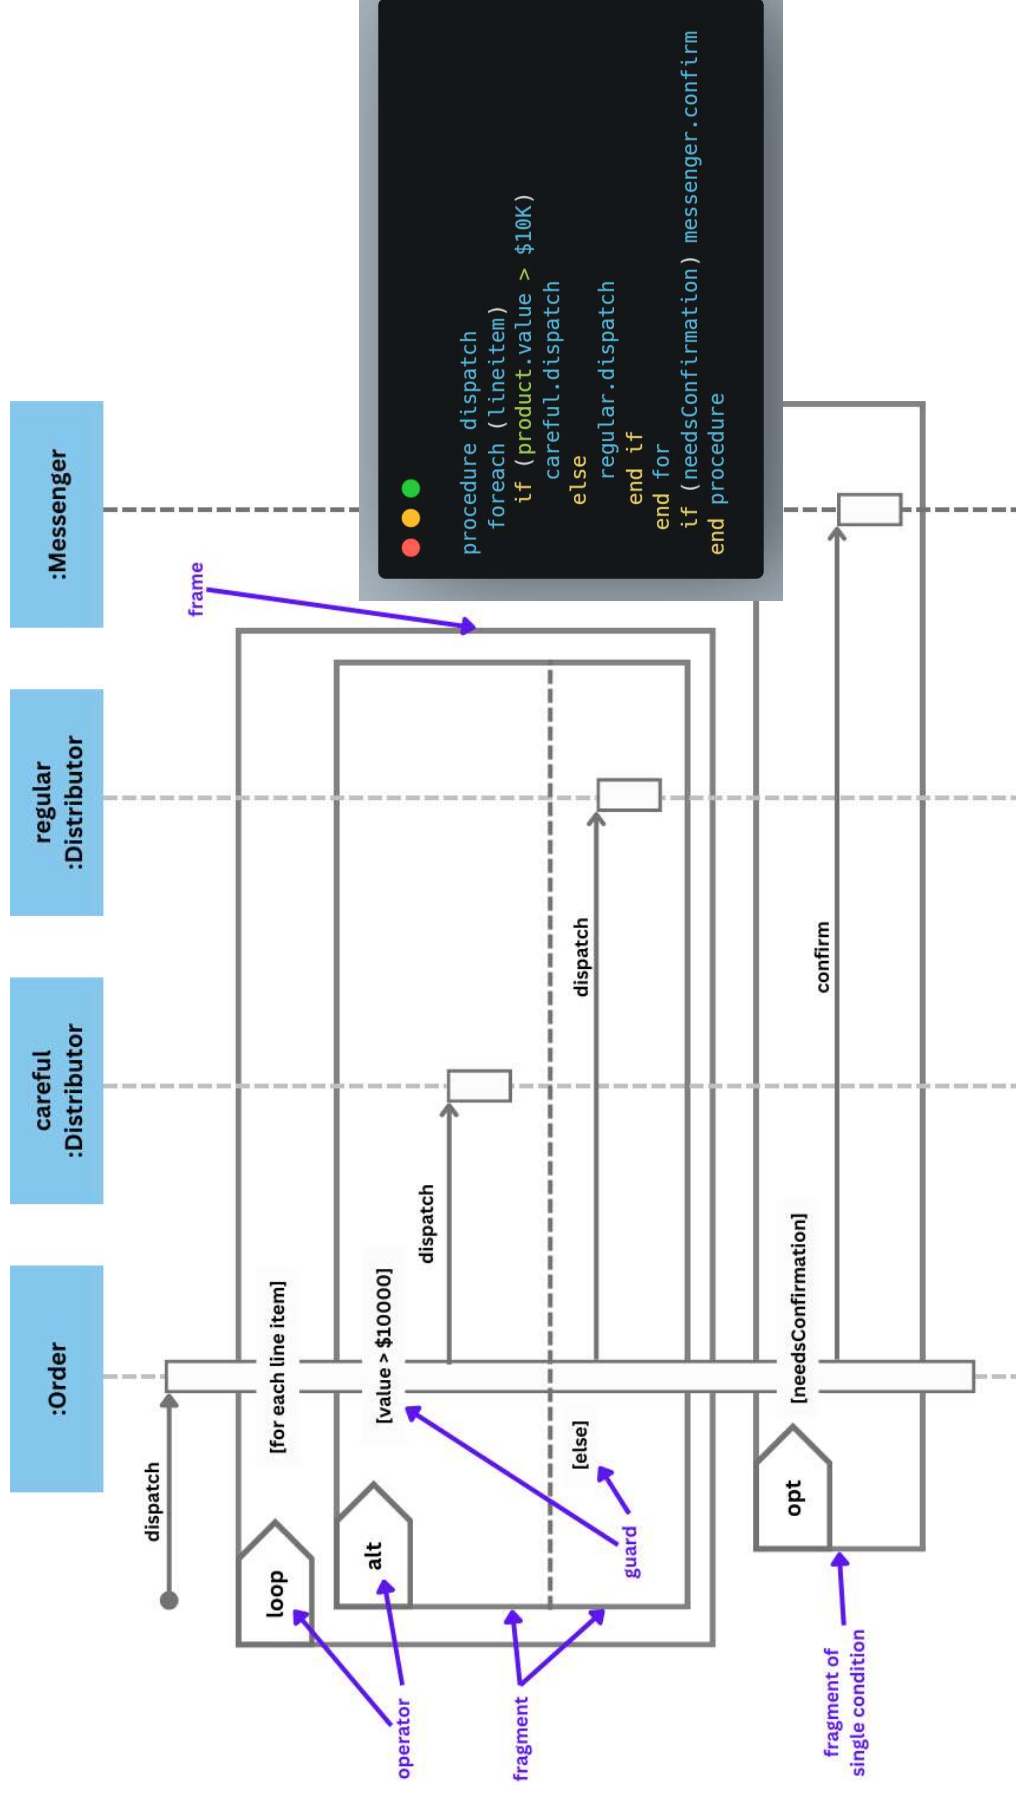 :Order
careful
:Distributor
regular
:Distributor
:Messenger
dispatch
frame
loop
[for each line item]
operator
alt
[value > $10000]
dispatch
fragment
guard
[else]
dispatch
fragment of
single condition
opt
[needsConfirmation]
confirm
procedure dispatch
foreach (lineitem)
if (product.value > $10K)
careful.dispatch
else
regular.dispatch
end if
end for
if (needsConfirmation) messenger.confirm
end procedure